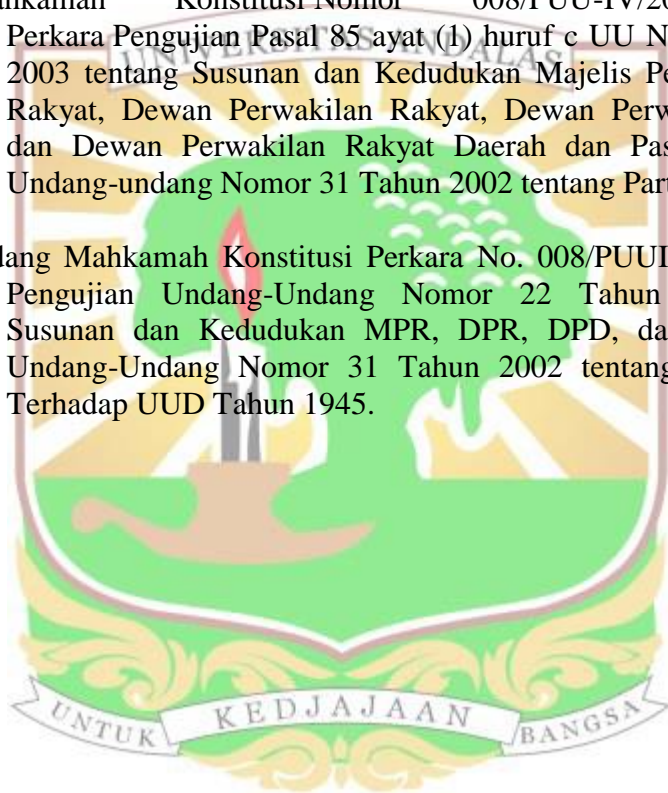 ahkamah Konstitusi Nomor 008/PUU-IV/20
Perkara Pengujian Pasal 85 ayat (1) huruf c UU N
2003 tentang Susunan dan Kedudukan Majelis Pe
Rakyat, Dewan Perwakilan Rakyat, Dewan Perw
dan Dewan Perwakilan Rakyat Daerah dan Pas
Undang-undang Nomor 31 Tahun 2002 tentang Part
dang Mahkamah Konstitusi Perkara No. 008/PUUI
Pengujian Undang-Undang Nomor 22 Tahun
Susunan dan Kedudukan MPR, DPR, DPD, da
Undang-Undang Nomor 31 Tahun 2002 tentang
Terhadap UUD Tahun 1945.
UNIVERSITAS ANDALAS
UNTUK KEDJAJAAN BANGSA